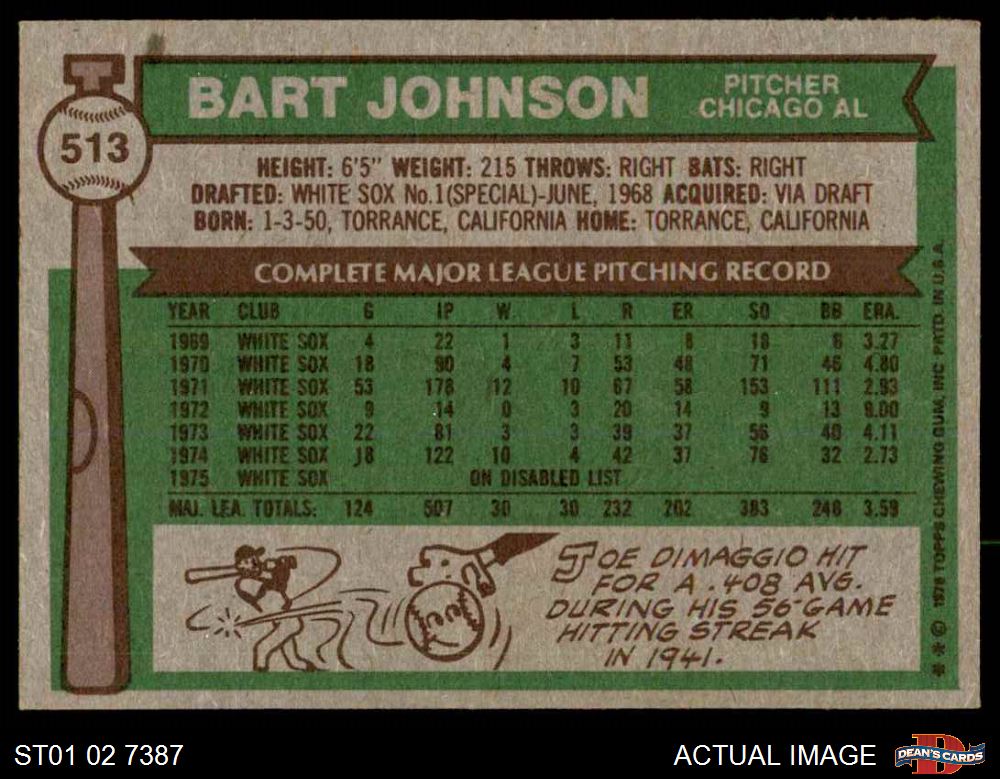 BART JOHNSON
PITCHER
CHICAGO AL
513
HEIGHT: 6'5" WEIGHT: 215 THROWS: RIGHT BATS: RIGHT
DRAFTED: WHITE SOX No.1(SPECIAL)-JUNE, 1968 ACQUIRED: VIA DRAFT
BORN: 1-3-50, TORRANCE, CALIFORNIA HOME: TORRANCE, CALIFORNIA
COMPLETE MAJOR LEAGUE PITCHING RECORD
YEAR CLUB G IP W L R ER SO BB ERA.
1969 WHITE SOX 4 22 1 3 11 8 18 6 3.27
1970 WHITE SOX 18 90 4 7 53 48 71 46 4.80
1971 WHITE SOX 53 178 12 10 67 58 153 111 2.93
1972 WHITE SOX 9 14 0 3 20 14 9 13 9.00
1973 WHITE SOX 22 81 3 3 39 37 56 40 4.11
1974 WHITE SOX 18 122 10 4 42 37 76 32 2.73
1975 WHITE SOX ON DISABLED LIST
MAJ. LEA. TOTALS: 124 507 30 30 232 202 383 248 3.59
JOE DIMAGGIO HIT
FOR A .408 AVG.
DURING HIS 56-GAME
HITTING STREAK
IN 1941.
** © 1976 TOPPS CHEWING GUM, INC PRTD. IN U.S.A.
ST01 02 7387
ACTUAL IMAGE
DEAN'S CARDS